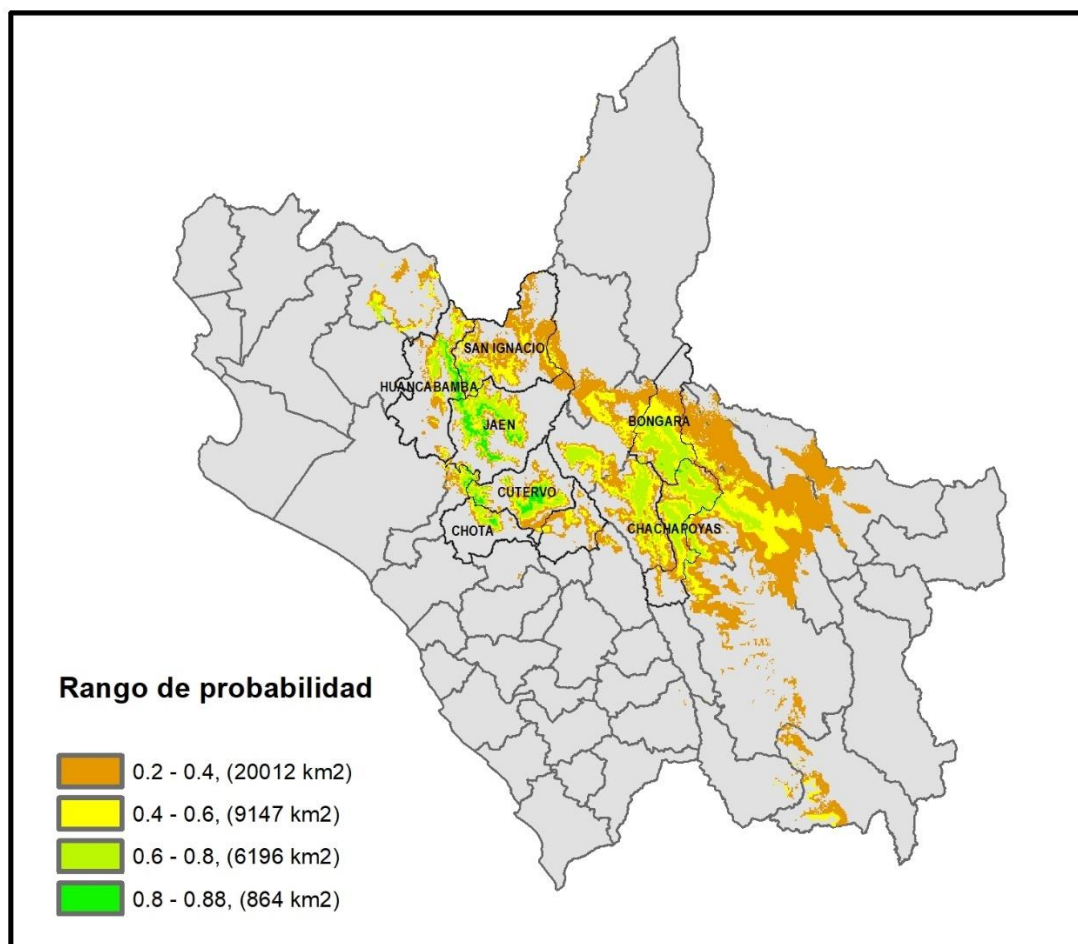 SAN IGNACIO
HUANCABAMBA
JAEN
BONGARA
CUTERVO
CHOTA
CHACHAPOYAS
Rango de probabilidad
0.2 - 0.4, (20012 km2)
0.4 - 0.6, (9147 km2)
0.6 - 0.8, (6196 km2)
0.8 - 0.88, (864 km2)